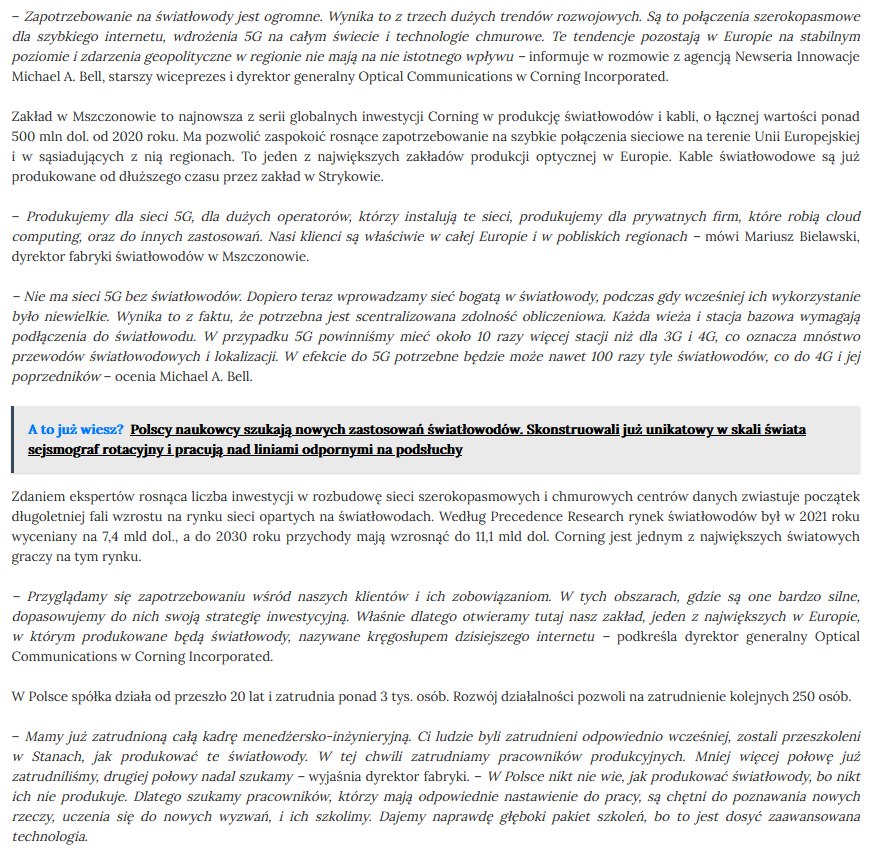 – Zapotrzebowanie na światłowody jest ogromne. Wynika to z trzech dużych trendów rozwojowych. Są to połączenia szerokopasmowe
dla szybkiego internetu, wdrożenia 5G na całym świecie i technologie chmurowe. Te tendencje pozostają w Europie na stabilnym
poziomie i zdarzenia geopolityczne w regionie nie mają na nie istotnego wpływu – informuje w rozmowie z agencją Newseria Innowacje
Michael A. Bell, starszy wiceprezes i dyrektor generalny Optical Communications w Corning Incorporated.
Zakład w Mszczonowie to najnowsza z serii globalnych inwestycji Corning w produkcję światłowodów i kabli, o łącznej wartości ponad
500 mln dol. od 2020 roku. Ma pozwolić zaspokoić rosnące zapotrzebowanie na szybkie połączenia sieciowe na terenie Unii Europejskiej
i w sąsiadujących z nią regionach. To jeden z największych zakładów produkcji optycznej w Europie. Kable światłowodowe są już
produkowane od dłuższego czasu przez zakład w Strykowie.
– Produkujemy dla sieci 5G, dla dużych operatorów, którzy instalują te sieci, produkujemy dla prywatnych firm, które robią cloud
computing, oraz do innych zastosowań. Nasi klienci są właściwie w całej Europie i w pobliskich regionach – mówi Mariusz Bielawski,
dyrektor fabryki światłowodów w Mszczonowie.
– Nie ma sieci 5G bez światłowodów. Dopiero teraz wprowadzamy sieć bogatą w światłowody, podczas gdy wcześniej ich wykorzystanie
było niewielkie. Wynika to z faktu, że potrzebna jest scentralizowana zdolność obliczeniowa. Każda wieża i stacja bazowa wymagają
podłączenia do światłowodu. W przypadku 5G powinniśmy mieć około 10 razy więcej stacji niż dla 3G i 4G, co oznacza mnóstwo
przewodów światłowodowych i lokalizacji. W efekcie do 5G potrzebne będzie może nawet 100 razy tyle światłowodów, co do 4G i jej
poprzedników – ocenia Michael A. Bell.
A to już wiesz? Polscy naukowcy szukają nowych zastosowań światłowodów. Skonstruowali już unikatowy w skali świata
sejsmograf rotacyjny i pracują nad liniami odpornymi na podsłuchy
Zdaniem ekspertów rosnąca liczba inwestycji w rozbudowę sieci szerokopasmowych i chmurowych centrów danych zwiastuje początek
długoletniej fali wzrostu na rynku sieci opartych na światłowodach. Według Precedence Research rynek światłowodów był w 2021 roku
wyceniany na 7,4 mld dol., a do 2030 roku przychody mają wzrosnąć do 11,1 mld dol. Corning jest jednym z największych światowych
graczy na tym rynku.
– Przyglądamy się zapotrzebowaniu wśród naszych klientów i ich zobowiązaniom. W tych obszarach, gdzie są one bardzo silne,
dopasowujemy do nich swoją strategię inwestycyjną. Właśnie dlatego otwieramy tutaj nasz zakład, jeden z największych w Europie,
w którym produkowane będą światłowody, nazywane kręgosłupem dzisiejszego internetu – podkreśla dyrektor generalny Optical
Communications w Corning Incorporated.
W Polsce spółka działa od przeszło 20 lat i zatrudnia ponad 3 tys. osób. Rozwój działalności pozwoli na zatrudnienie kolejnych 250 osób.
– Mamy już zatrudnioną całą kadrę menedżersko-inżynieryjną. Ci ludzie byli zatrudnieni odpowiednio wcześniej, zostali przeszkoleni
w Stanach, jak produkować te światłowody. W tej chwili zatrudniamy pracowników produkcyjnych. Mniej więcej połowę już
zatrudniliśmy, drugiej połowy nadal szukamy – wyjaśnia dyrektor fabryki. – W Polsce nikt nie wie, jak produkować światłowody, bo nikt
ich nie produkuje. Dlatego szukamy pracowników, którzy mają odpowiednie nastawienie do pracy, są chętni do poznawania nowych
rzeczy, uczenia się do nowych wyzwań, i ich szkolimy. Dajemy naprawdę głęboki pakiet szkoleń, bo to jest dosyć zaawansowana
technologia.